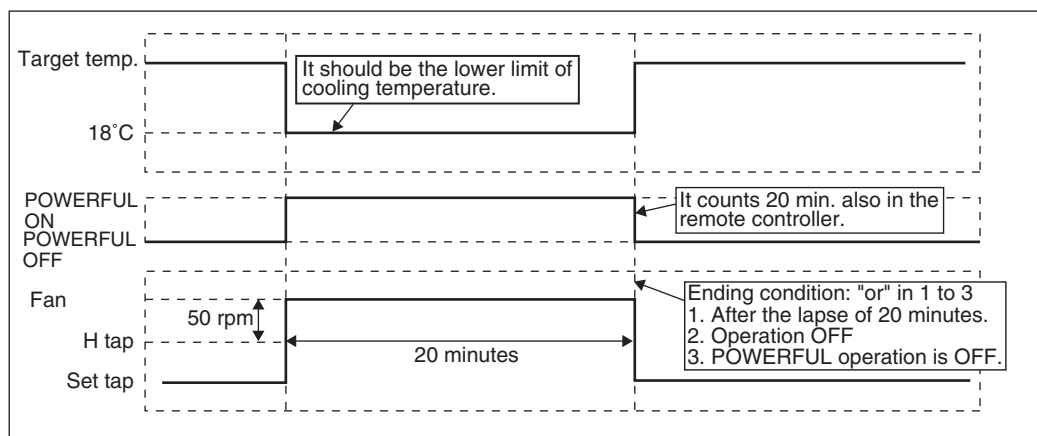 Target temp.
It should be the lower limit of
cooling temperature.
18˚C
POWERFUL
ON
POWERFUL
OFF
It counts 20 min. also in the
remote controller.
Fan
50 rpm
H tap
20 minutes
Set tap
Ending condition: "or" in 1 to 3
1. After the lapse of 20 minutes.
2. Operation OFF
3. POWERFUL operation is OFF.